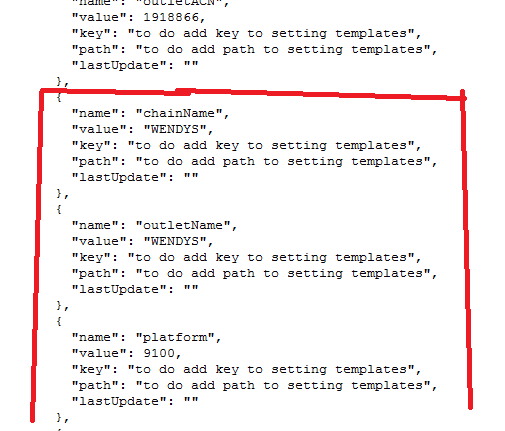 "name": "outletACN",
"value": 1918866,
"key": "to do add key to setting templates",
"path": "to do add path to setting templates",
"lastUpdate": ""
},
{
"name": "chainName",
"value": "WENDYS",
"key": "to do add key to setting templates",
"path": "to do add path to setting templates",
"lastUpdate": ""
},
{
"name": "outletName",
"value": "WENDYS",
"key": "to do add key to setting templates",
"path": "to do add path to setting templates",
"lastUpdate": ""
},
{
"name": "platform",
"value": 9100,
"key": "to do add key to setting templates",
"path": "to do add path to setting templates",
"lastUpdate": ""
},